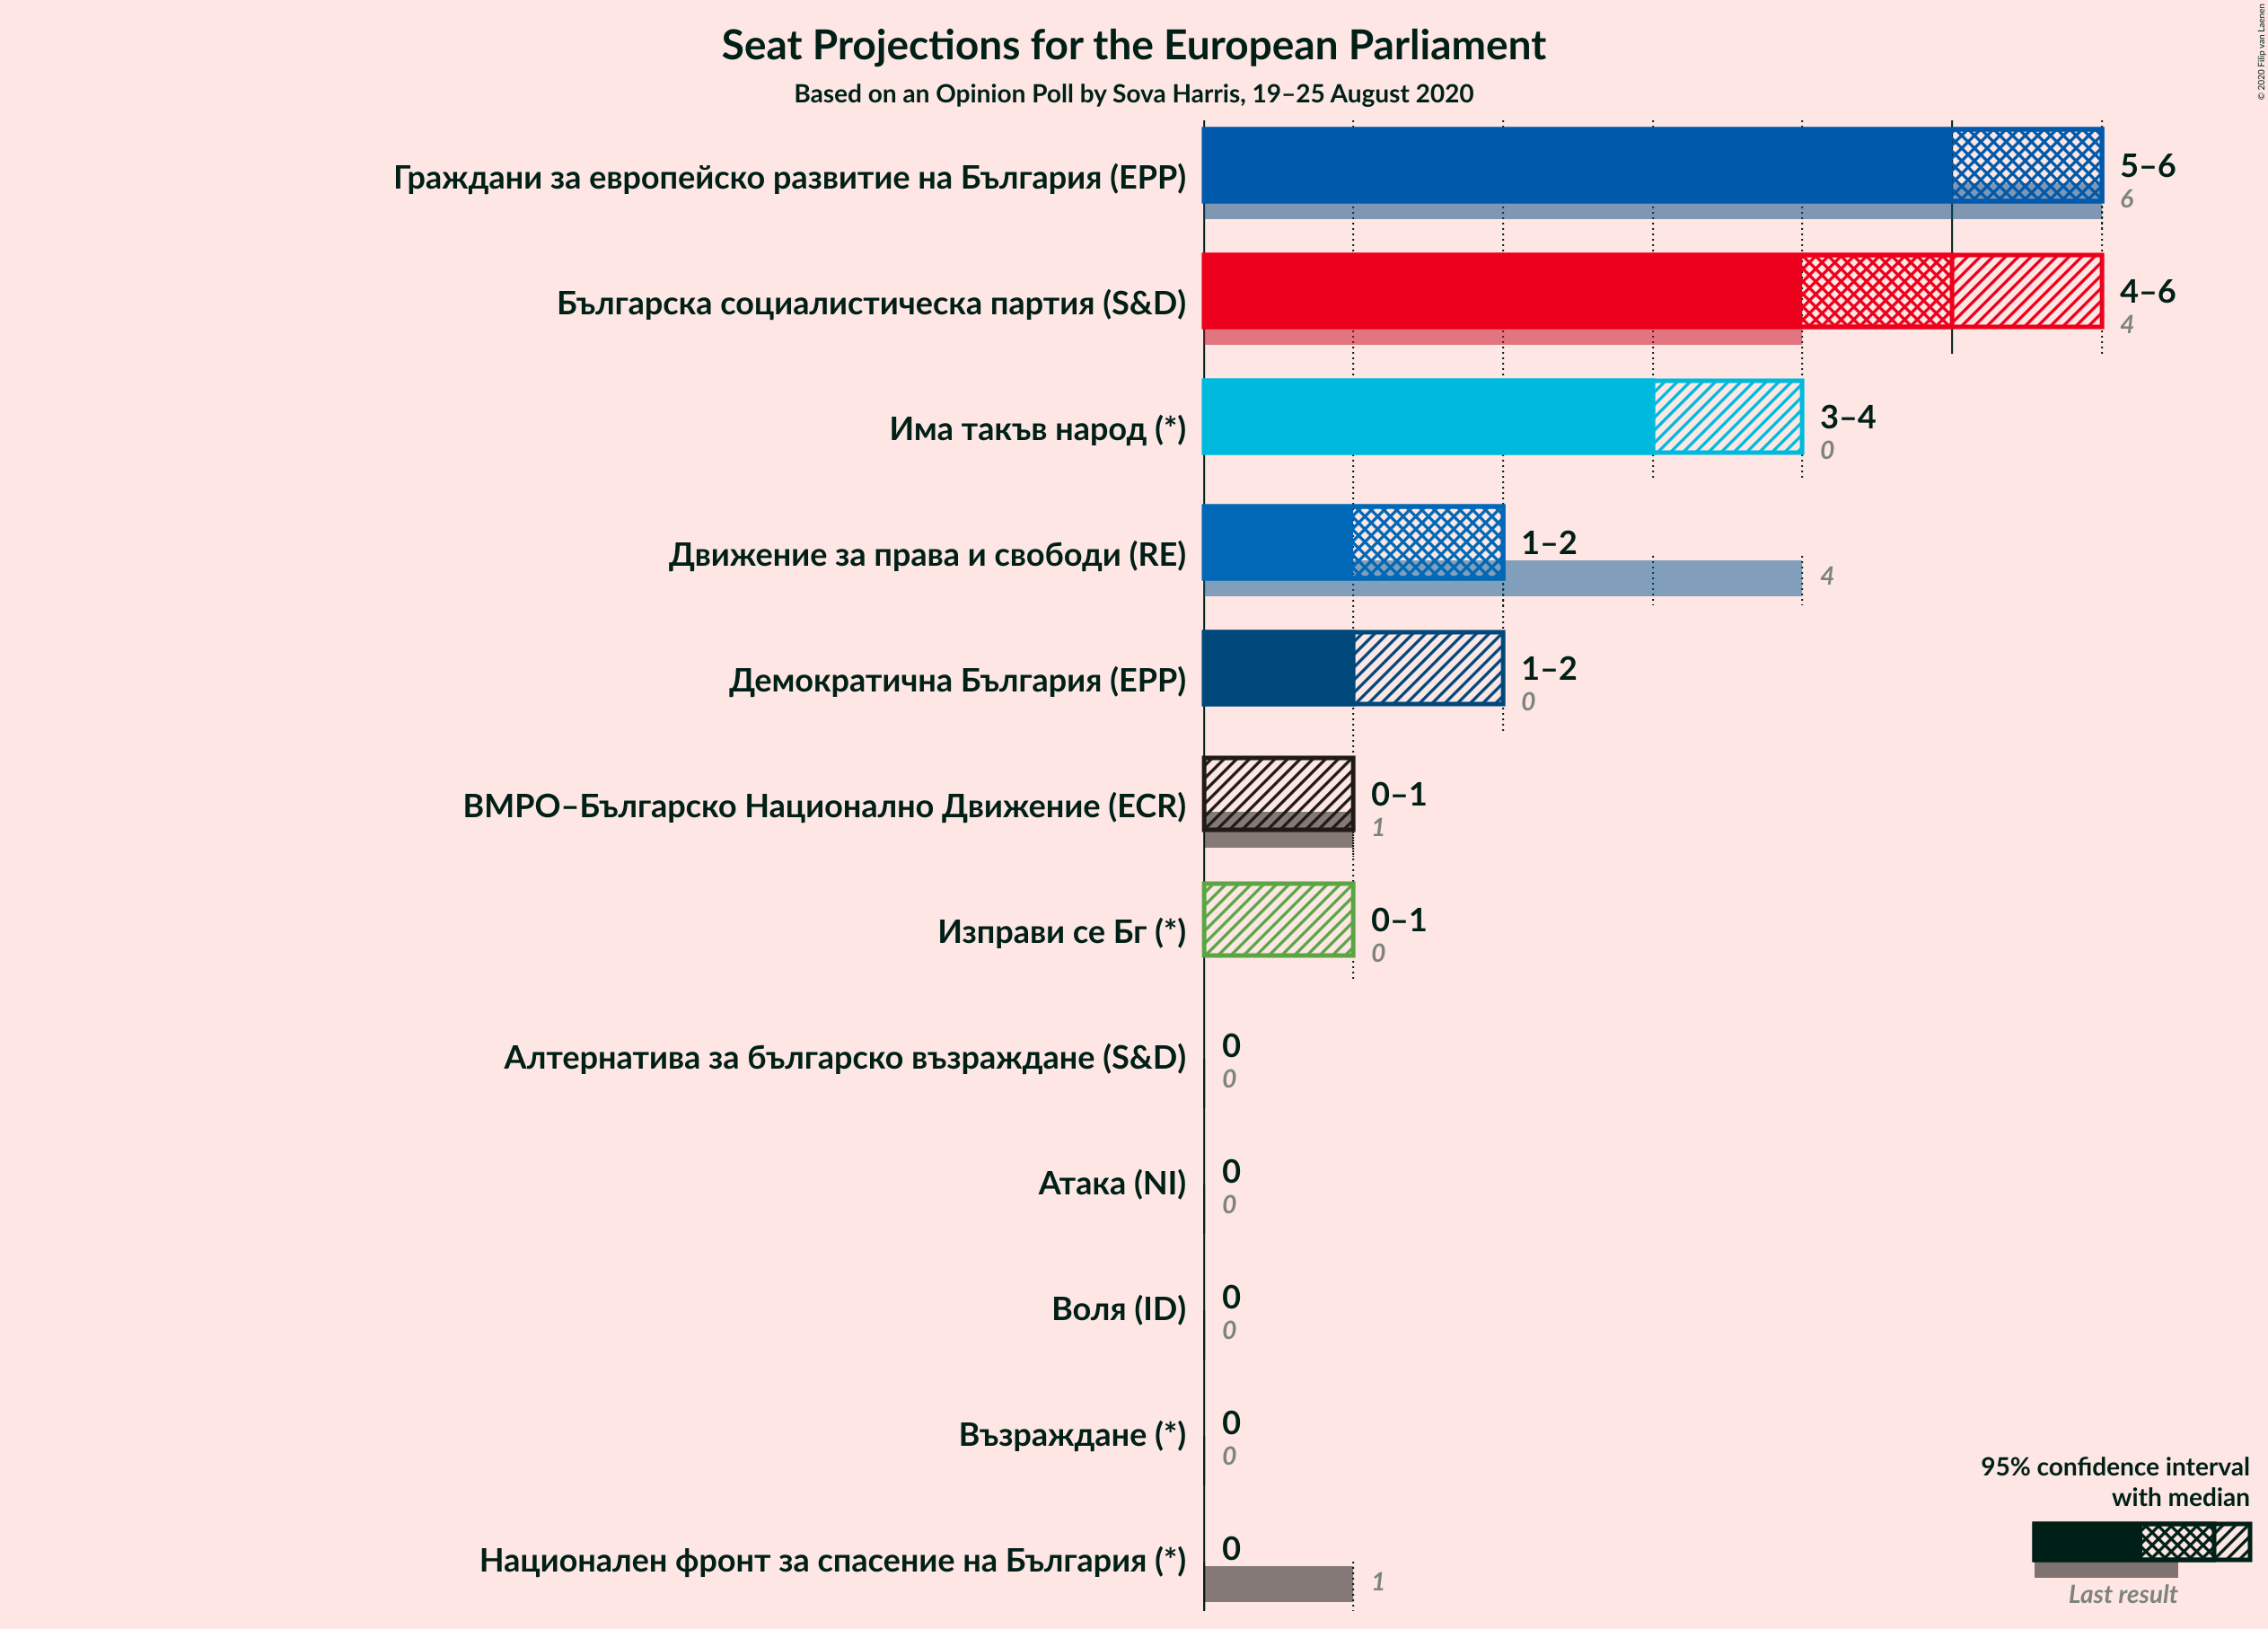 Seat Projections for the European Parliament
Based on an Opinion Poll by Sova Harris, 19–25 August 2020
© 2020 Filip van Laenen
Граждани за европейско развитие на България (EPP)
5–6
6
Българска социалистическа партия (S&D)
4–6
4
Има такъв народ (*)
3–4
0
Движение за права и свободи (RE)
1–2
4
Демократична България (EPP)
1–2
0
ВМРО–Българско Национално Движение (ECR)
0–1
1
Изправи се Бг (*)
0–1
0
Алтернатива за българско възраждане (S&D)
0
0
Атака (NI)
0
0
Воля (ID)
0
0
Възраждане (*)
0
0
Национален фронт за спасение на България (*)
0
1
95% confidence interval
with median
Last result